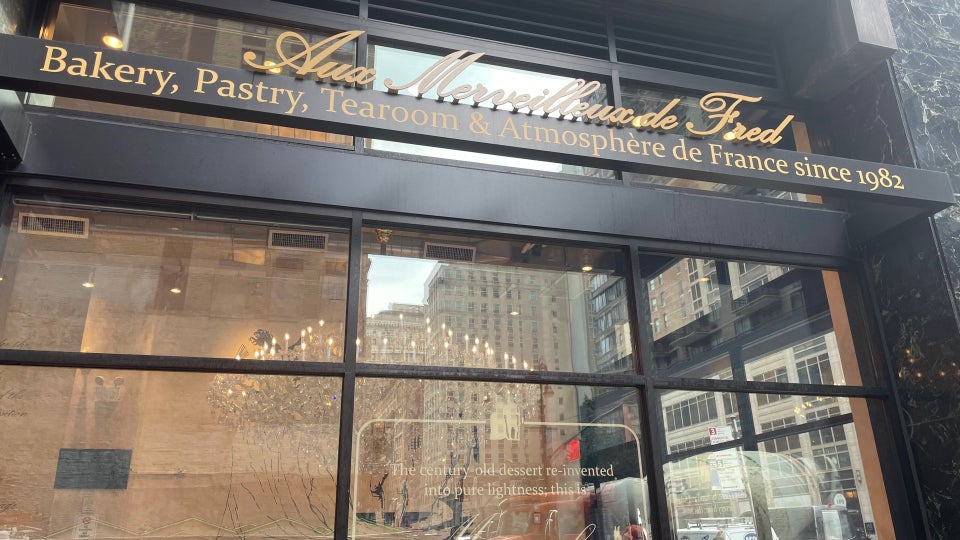 Aux Merveilleux de Fred
Bakery, Pastry, Tearoom & Atmosphère de France since 1982
The century-old dessert re-invented
into pure lightness; this is